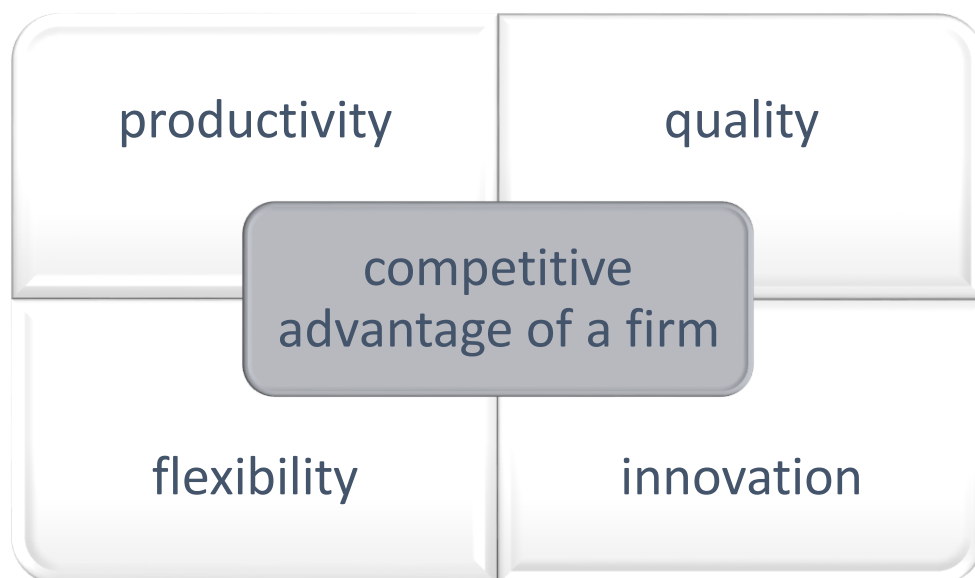 productivity
quality
competitive
advantage of a firm
flexibility
innovation